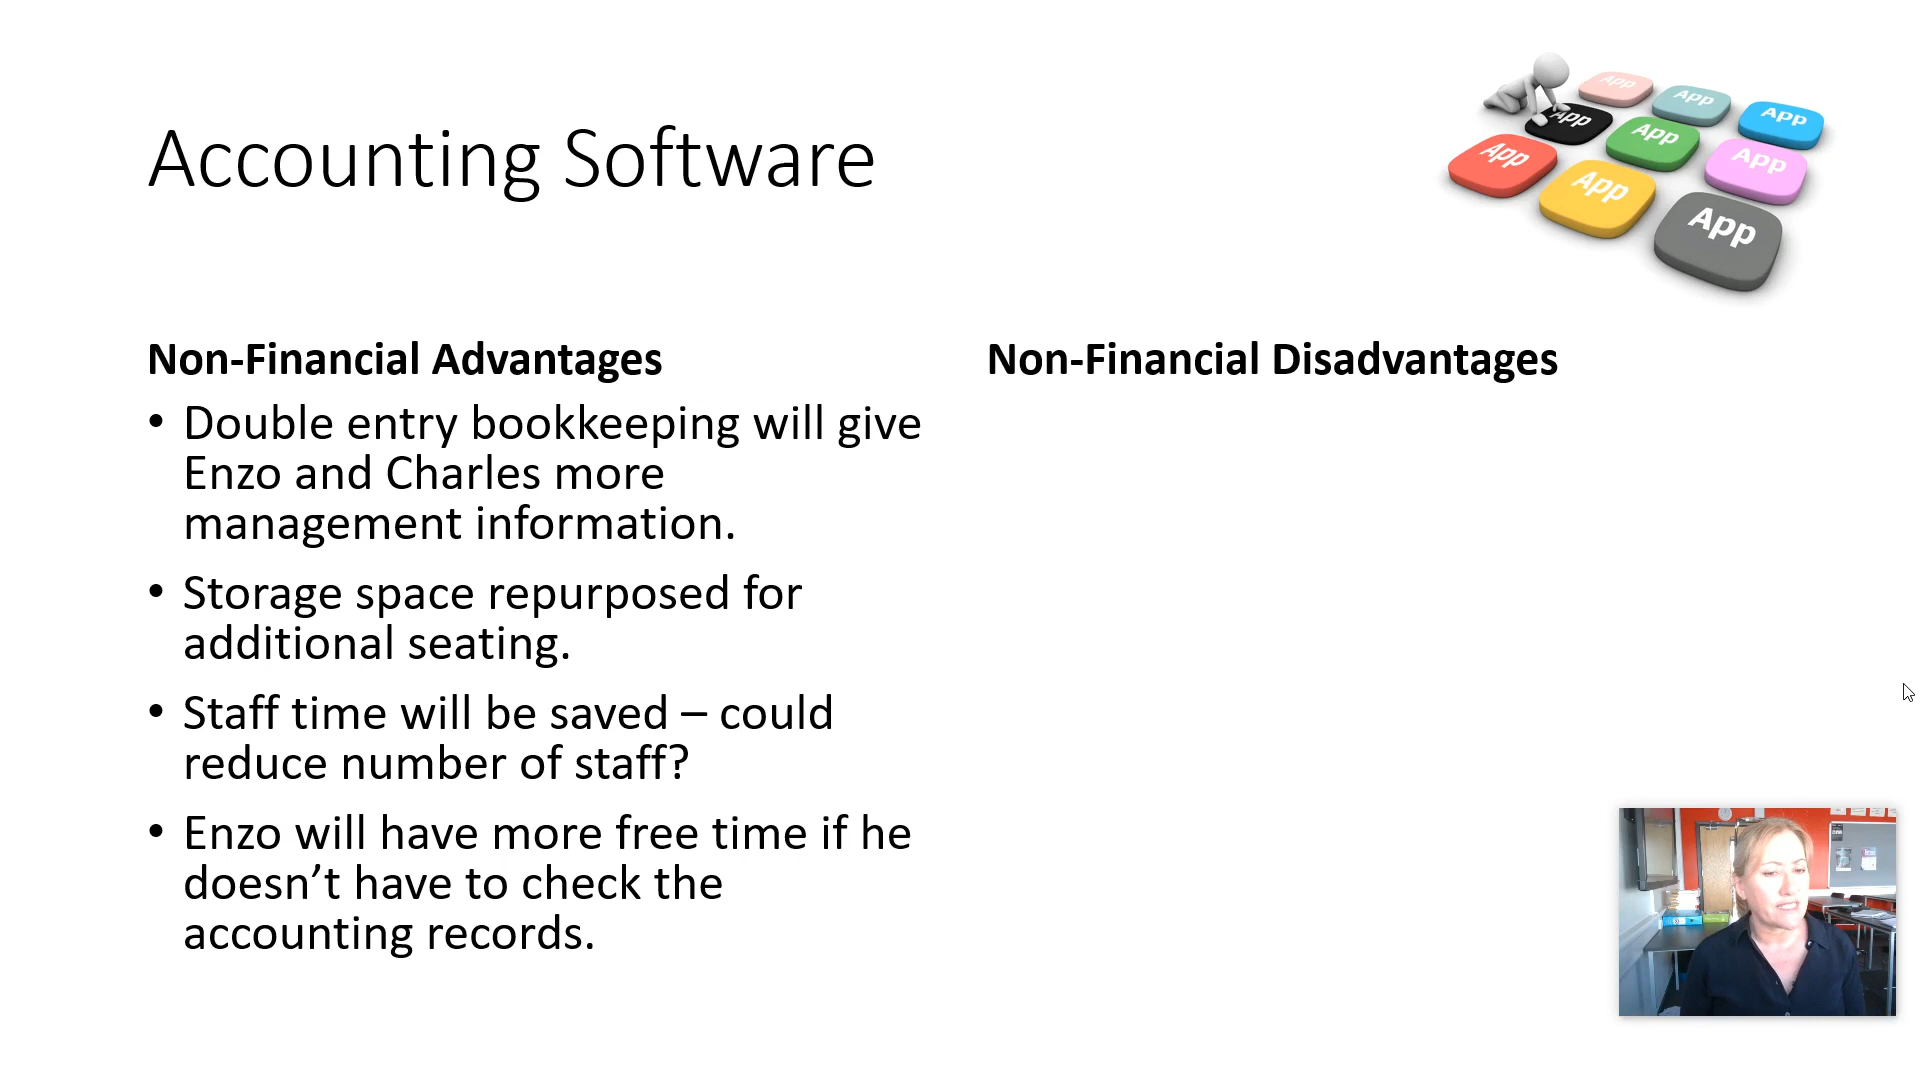 Accounting Software
App
App
App
App
App
App
App
App
App
Non-Financial Advantages
• Double entry bookkeeping will give
Enzo and Charles more
management information.
• Storage space repurposed for
additional seating.
• Staff time will be saved – could
reduce number of staff?
• Enzo will have more free time if he
doesn’t have to check the
accounting records.
Non-Financial Disadvantages